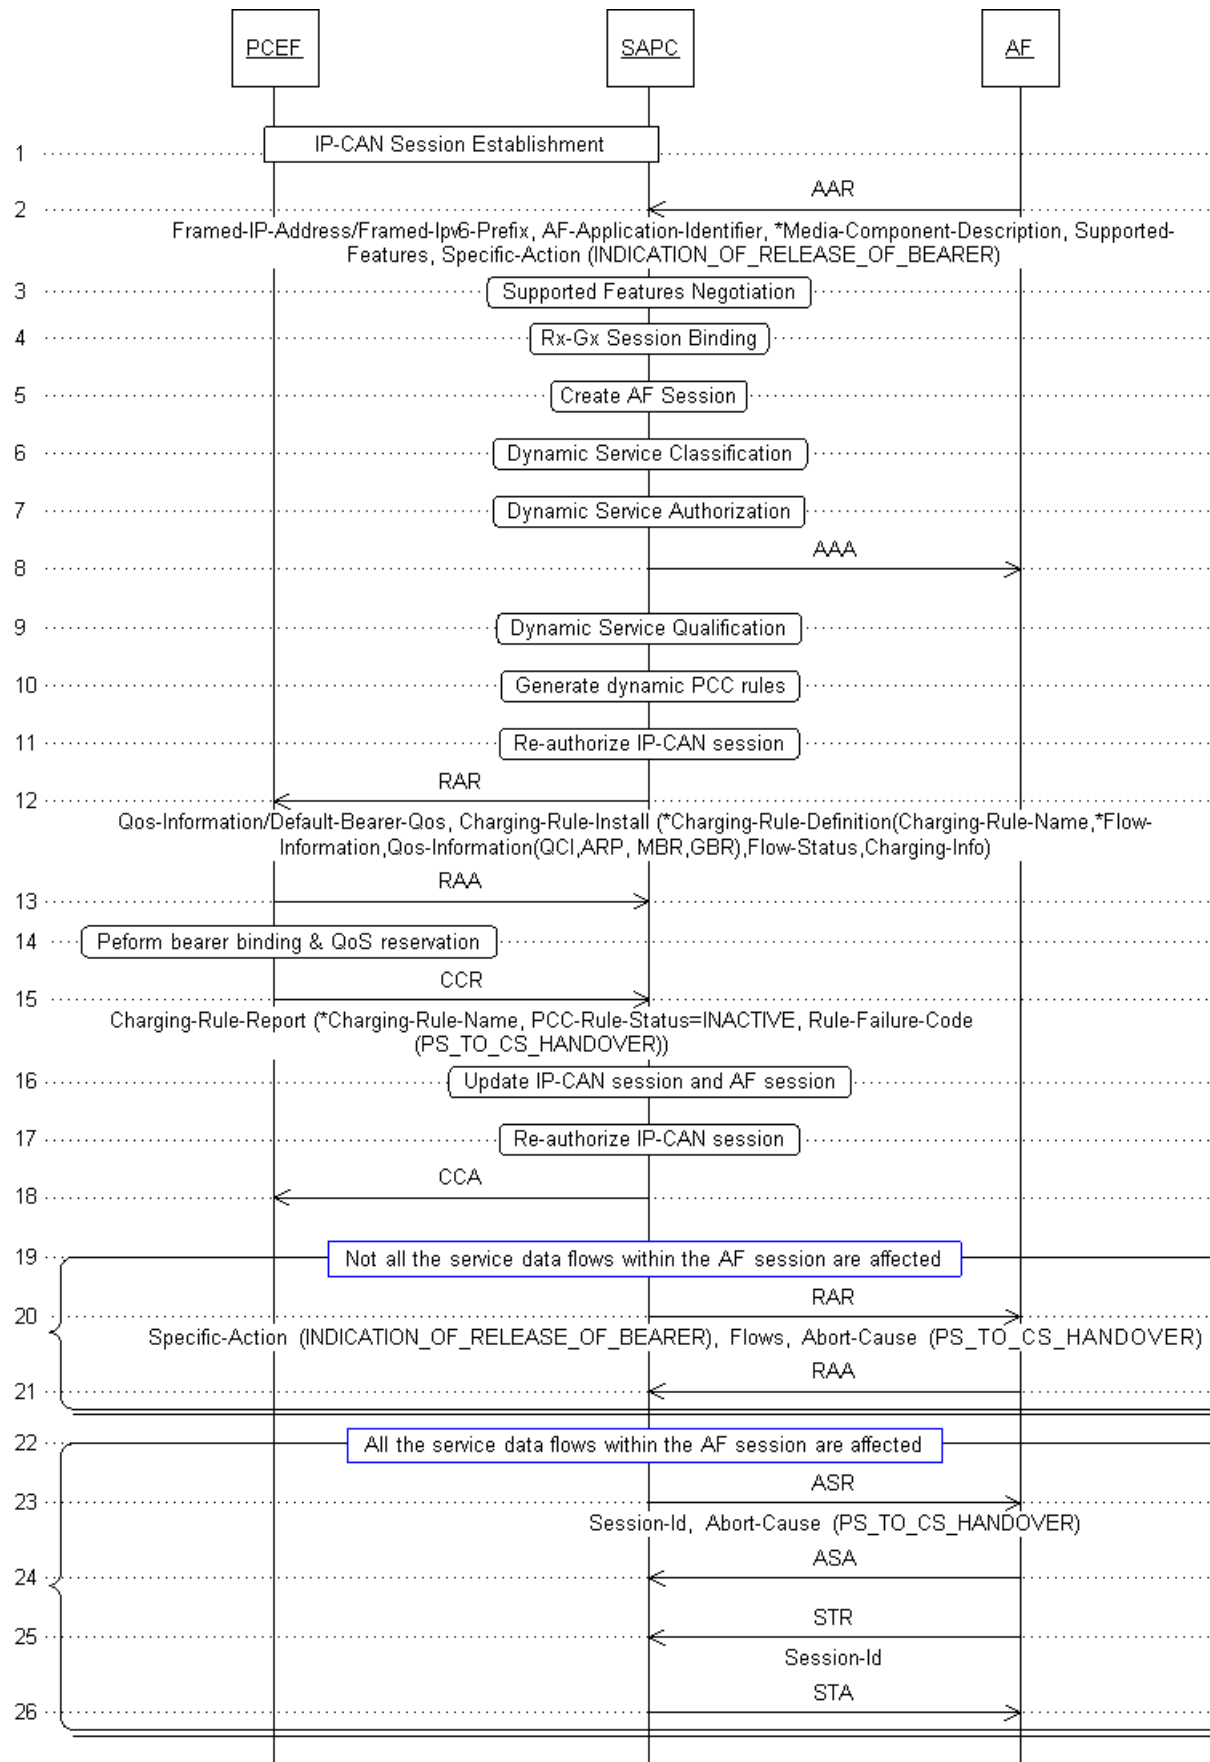 PCEF SAPC AF
1 IP-CAN Session Establishment
AAR
2
Framed-IP-Address/Framed-Ipv6-Prefix, AF-Application-Identifier, *Media-Component-Description, Supported-
Features, Specific-Action (INDICATION_OF_RELEASE_OF_BEARER)
3 Supported Features Negotiation
4 Rx-Gx Session Binding
5 Create AF Session
6 Dynamic Service Classification
7 Dynamic Service Authorization
AAA
8
9 Dynamic Service Qualification
10 Generate dynamic PCC rules
11 Re-authorize IP-CAN session
RAR
12
Qos-Information/Default-Bearer-Qos, Charging-Rule-Install (*Charging-Rule-Definition(Charging-Rule-Name,*Flow-
Information,Qos-Information(QCI,ARP, MBR,GBR),Flow-Status,Charging-Info)
RAA
13
14 Peform bearer binding & QoS reservation
CCR
15
Charging-Rule-Report (*Charging-Rule-Name, PCC-Rule-Status=INACTIVE, Rule-Failure-Code
(PS_TO_CS_HANDOVER))
16 Update IP-CAN session and AF session
17 Re-authorize IP-CAN session
CCA
18
19 Not all the service data flows within the AF session are affected
RAR
20
Specific-Action (INDICATION_OF_RELEASE_OF_BEARER), Flows, Abort-Cause (PS_TO_CS_HANDOVER)
RAA
21
22 All the service data flows within the AF session are affected
ASR
23
Session-Id, Abort-Cause (PS_TO_CS_HANDOVER)
ASA
24
STR
25
Session-Id
STA
26